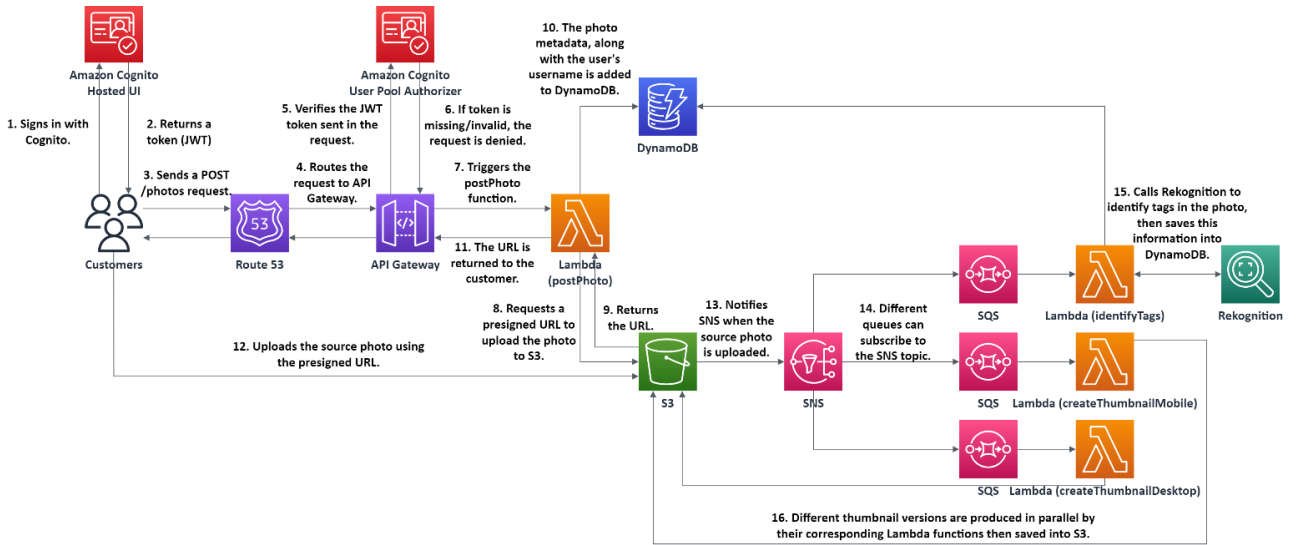 Amazon Cognito
Hosted UI
1. Signs in with
Cognito.
2. Returns a
token (JWT)
3. Sends a POST
/photos request.
Customers
53
Route 53
4. Routes the
request to API
Gateway.
Amazon Cognito
User Pool Authorizer
5. Verifies the JWT
token sent in the
request.
6. If token is
missing/invalid, the
request is denied.
API Gateway
7. Triggers the
postPhoto
function.
11. The URL is
returned to the
customer.
Lambda
(postPhoto)
10. The photo
metadata, along
with the user's
username is added
to DynamoDB.
DynamoDB
8. Requests a
presigned URL to
upload the photo
to S3.
9. Returns
the URL.
12. Uploads the source photo using
the presigned URL.
S3
13. Notifies
SNS when the
source photo
is uploaded.
SNS
14. Different
queues can
subscribe to
the SNS topic.
SQS
Lambda (identifyTags)
15. Calls Rekognition to
identify tags in the photo,
then saves this
information into
DynamoDB.
Rekognition
SQS
Lambda (createThumbnailMobile)
SQS
Lambda (createThumbnailDesktop)
16. Different thumbnail versions are produced in parallel by
their corresponding Lambda functions then saved into S3.